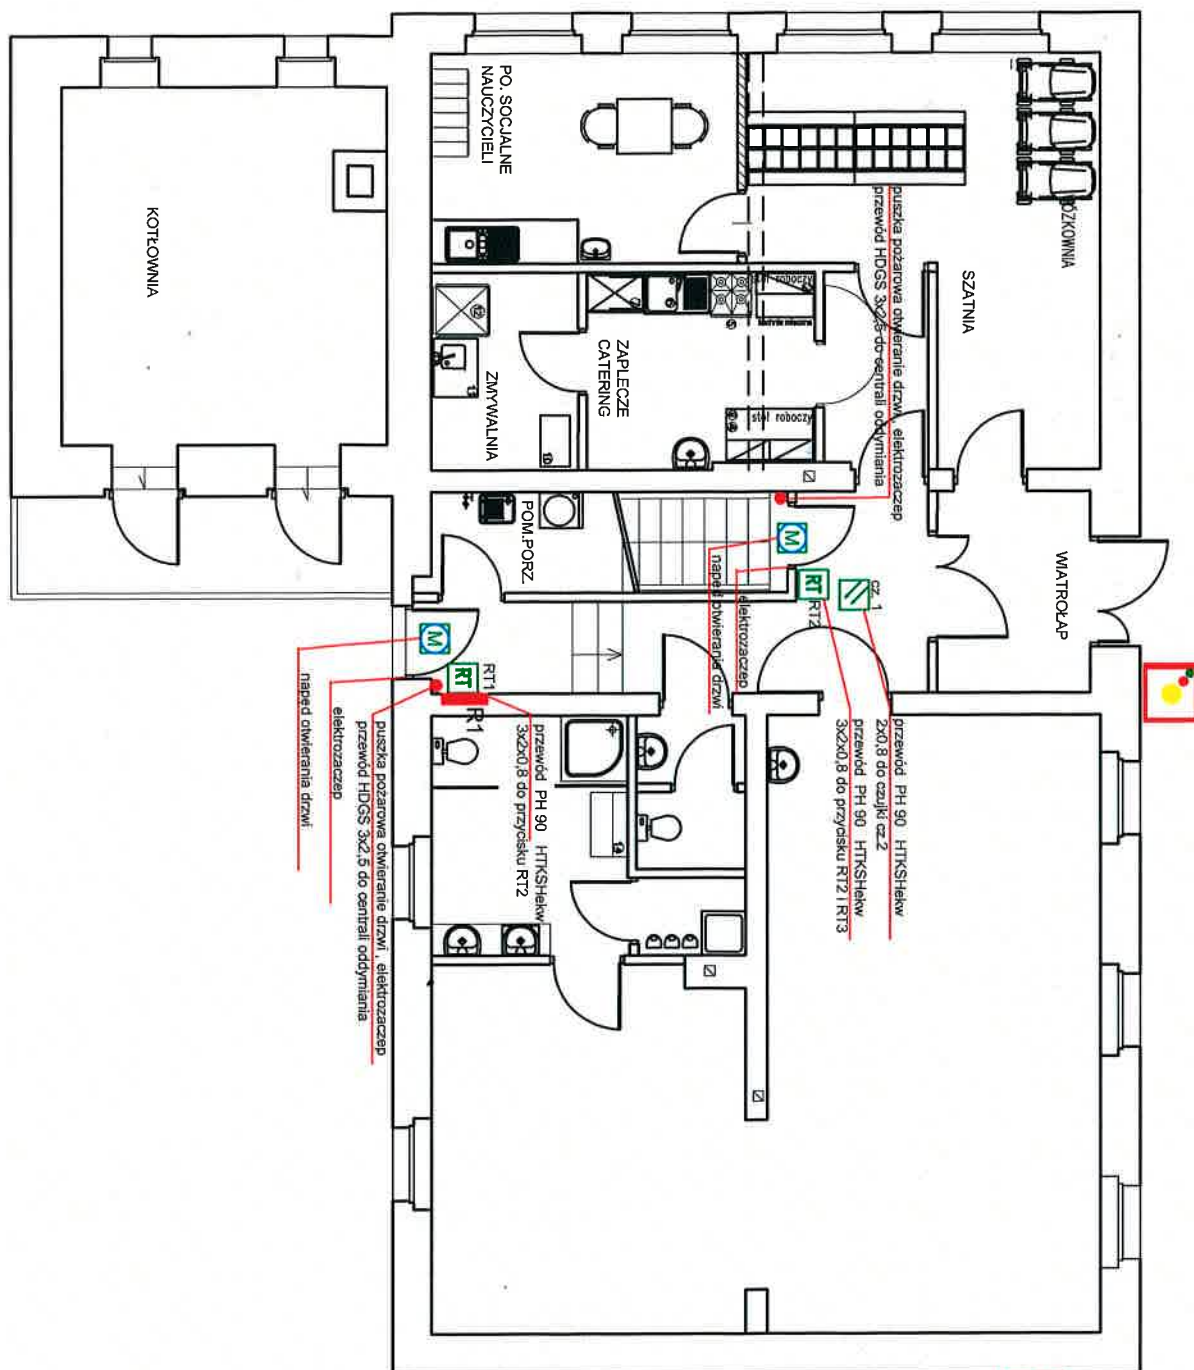 PO. SOCJALNE
NAUCZYCIELI
SZATNIA
puszka pożarowa otwieranie drzwi , elektrozaczep
przewód HDGS 3x2,5 do centrali oddymiania
KOTŁOWNIA
ZMYWALNIA
ZAPLECZE
CATERING
stół roboczy
stół roboczy
10
POM.PORZ.
WIATROŁAP
M
napęd otwierania drzwi
elektrozaczep
RT
RT2
cz. 1
M
RT
RT1
R1
napęd otwierania drzwi
elektrozaczep
puszka pożarowa otwieranie drzwi , elektrozaczep
przewód HDGS 3x2,5 do centrali oddymiania
przewód PH 90 HTKSHekw
3x2x0,8 do przycisku RT2
przewód PH 90 HTKSHekw
2x0,8 do czujki cz.2
przewód PH 90 HTKSHekw
3x2x0,8 do przycisku RT2 i RT3